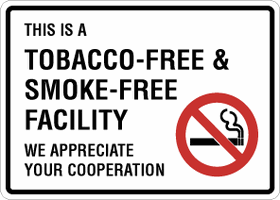 THIS IS A
TOBACCO-FREE &
SMOKE-FREE
FACILITY
WE APPRECIATE
YOUR COOPERATION